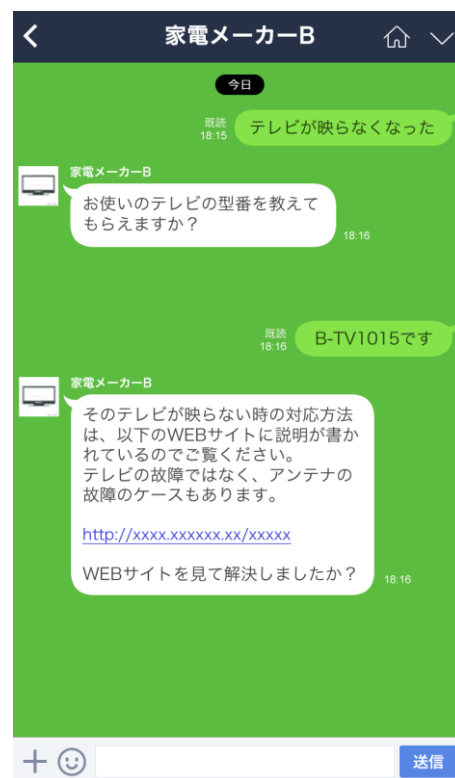 家電メーカーB
今日
テレビが映らなくなった
既読
18:15
家電メーカーB
お使いのテレビの型番を教えて
もらえますか？
18:16
B-TV1015です
既読
18:16
家電メーカーB
そのテレビが映らない時の対応方法
は、以下のWEBサイトに説明が書か
れているのでご覧ください。
テレビの故障ではなく、アンテナの
故障のケースもあります。
http://xxxx.xxxxxx.xx/xxxxx
WEBサイトを見て解決しましたか？
18:16
送信